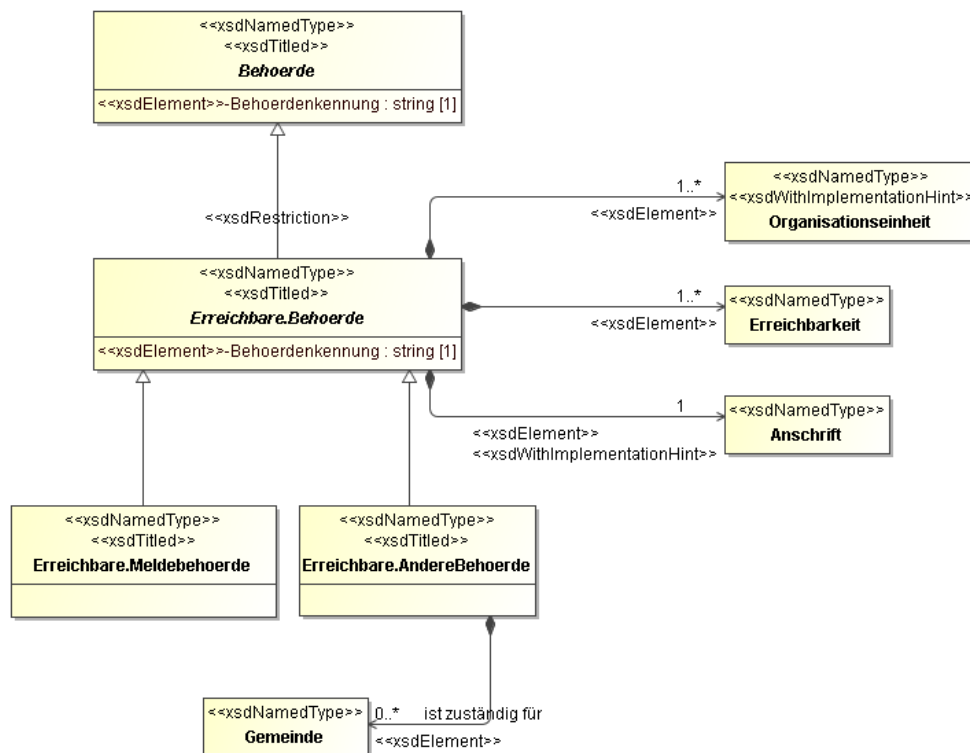 <<xsdNamedType>>
<<xsdTitled>>
Behoerde
<<xsdElement>>-Behoerdenkennung : string [1]
<<xsdRestriction>>
1..*
<<xsdElement>>
<<xsdNamedType>>
<<xsdWithImplementationHint>>
Organisationseinheit
<<xsdNamedType>>
<<xsdTitled>>
Erreichbare.Behoerde
<<xsdElement>>-Behoerdenkennung : string [1]
1..*
<<xsdElement>>
<<xsdNamedType>>
Erreichbarkeit
1
<<xsdElement>>
<<xsdWithImplementationHint>>
<<xsdNamedType>>
Anschrift
<<xsdNamedType>>
<<xsdTitled>>
Erreichbare.Meldebehoerde
<<xsdNamedType>>
<<xsdTitled>>
Erreichbare.AndereBehoerde
<<xsdNamedType>>
Gemeinde
0..* ist zuständig für
<<xsdElement>>